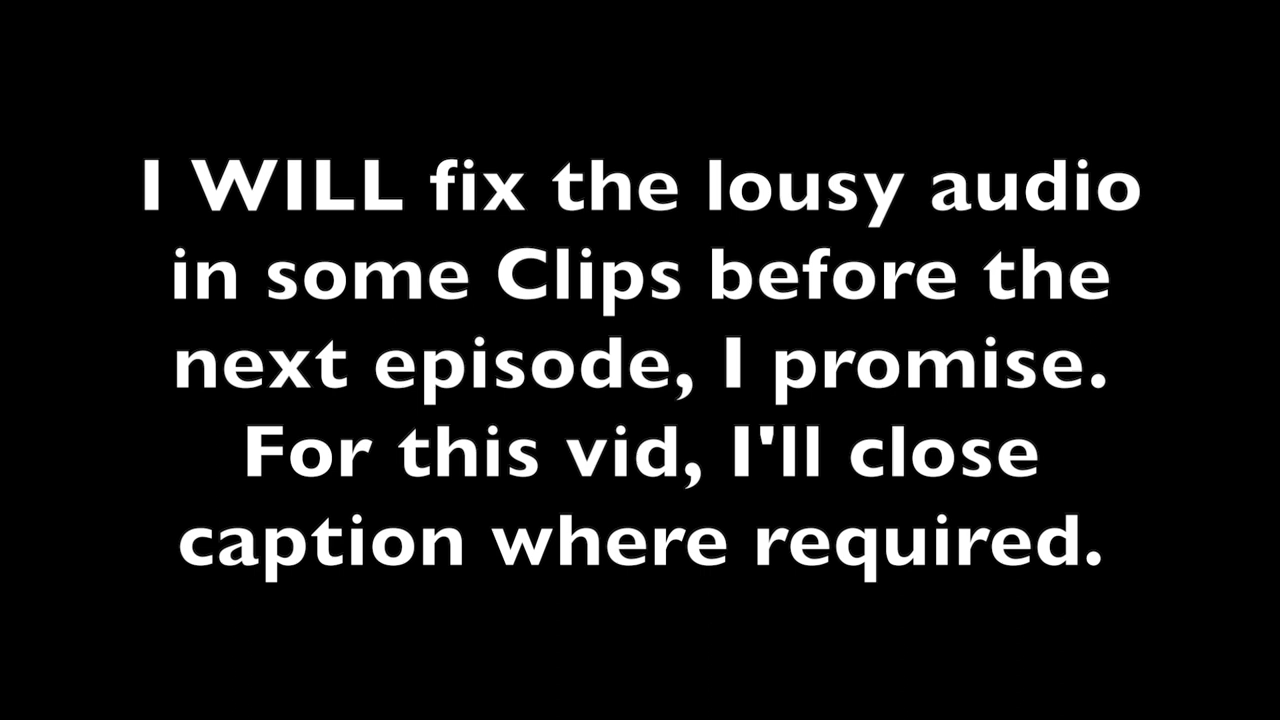 I WILL fix the lousy audio
in some Clips before the
next episode, I promise.
For this vid, I'll close
caption where required.